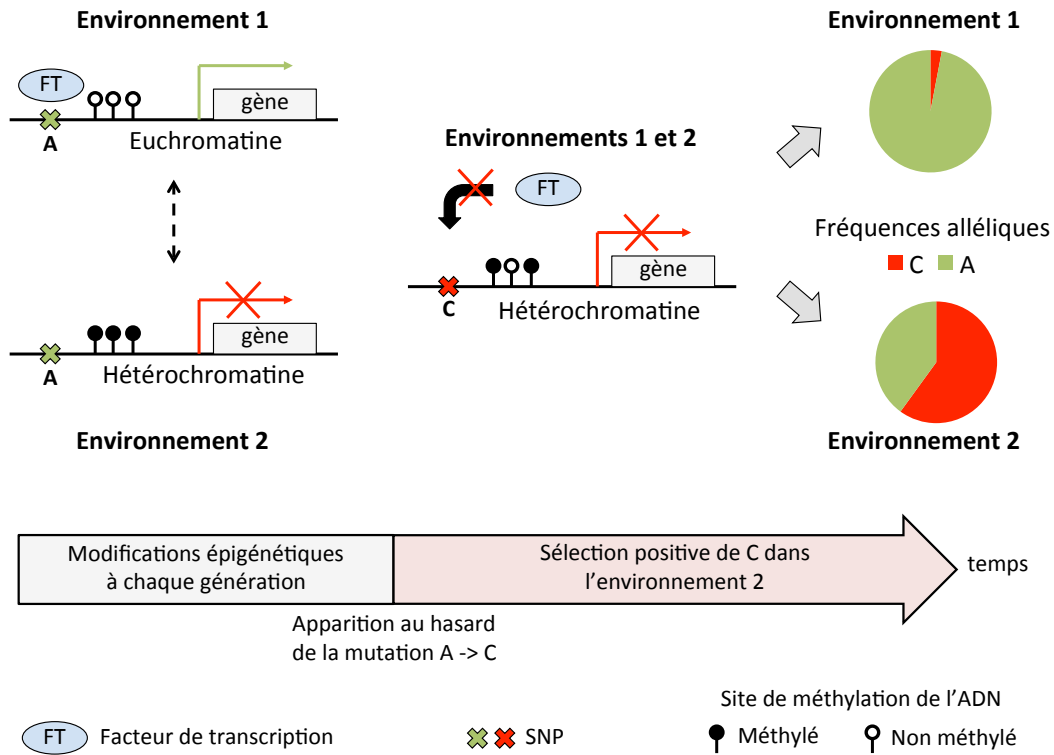 Environnement 1
FT
gène
A
Euchromatine
gène
A
Hétérochromatine
Environnement 2
Environnements 1 et 2
FT
gène
C
Hétérochromatine
Environnement 1
Fréquences alléliques
C A
Environnement 2
Modifications épigénétiques
à chaque génération
Sélection positive de C dans
l'environnement 2
temps
Apparition au hasard
de la mutation A -> C
Site de méthylation de l'ADN
FT Facteur de transcription
SNP
Méthylé
Non méthylé